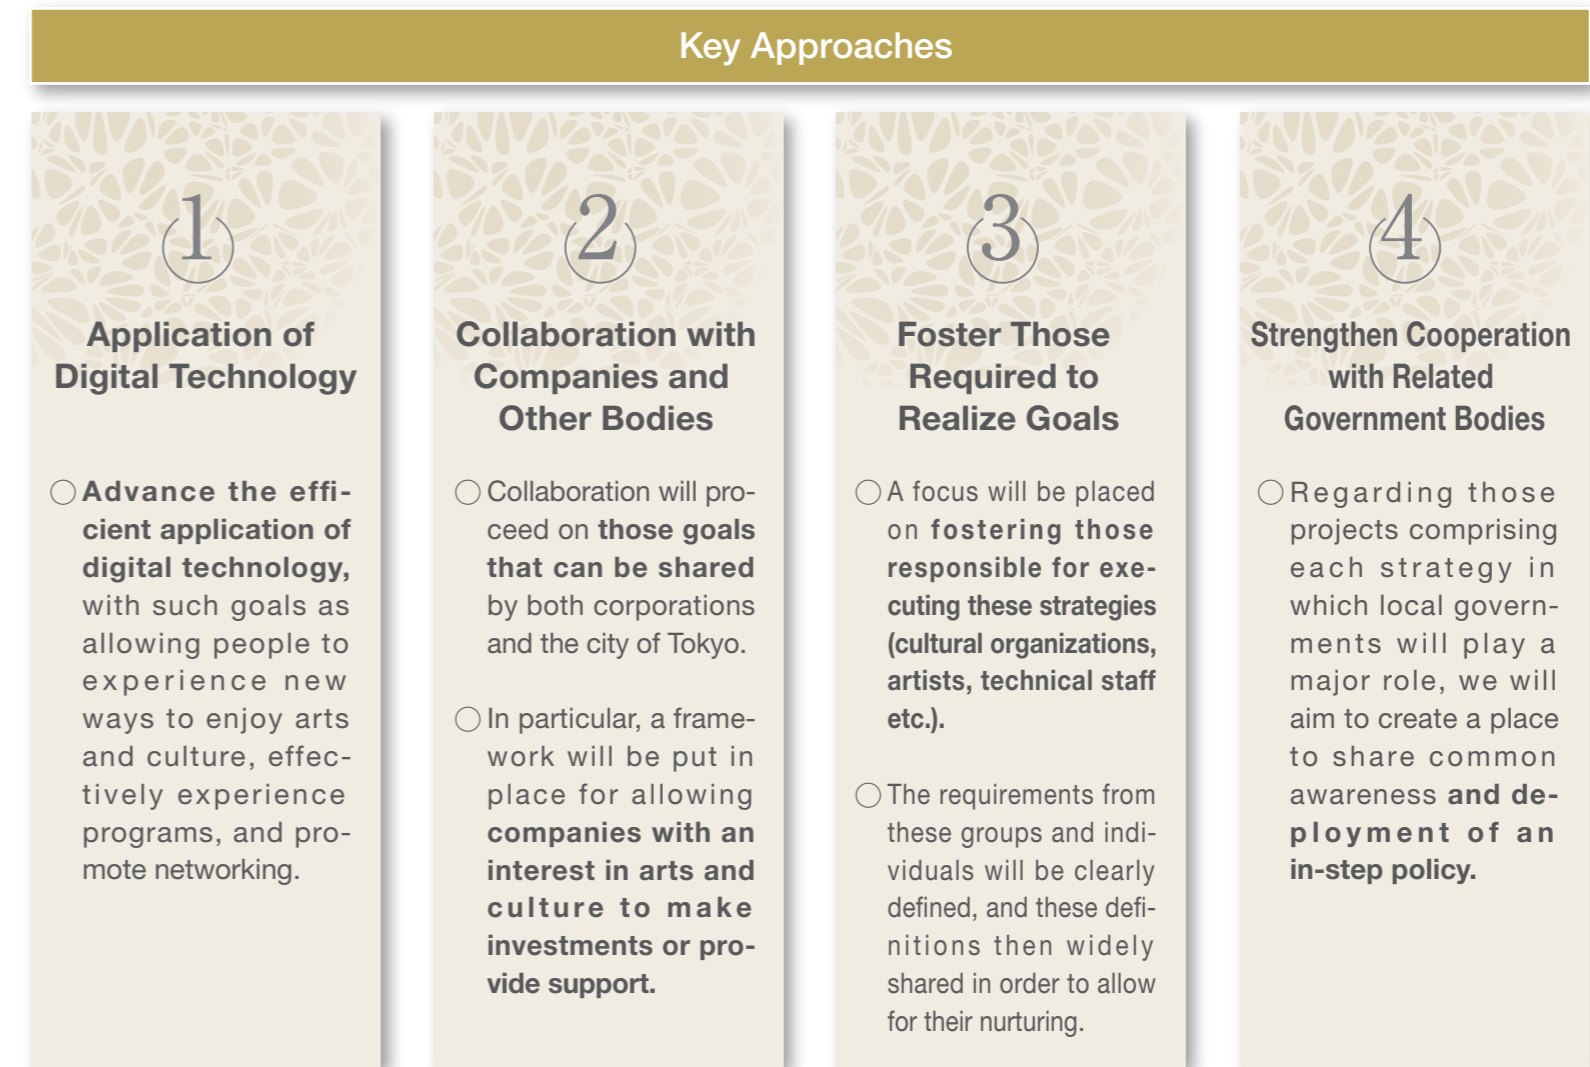 Key Approaches
1
Application of
Digital Technology
○ Advance the effi-
cient application of
digital technology,
with such goals as
allowing people to
experience new
ways to enjoy arts
and culture, effec-
tively experience
programs, and pro-
mote networking.
2
Collaboration with
Companies and
Other Bodies
○ Collaboration will pro-
ceed on those goals
that can be shared
by both corporations
and the city of Tokyo.
○ In particular, a frame-
work will be put in
place for allowing
companies with an
interest in arts and
culture to make
investments or pro-
vide support.
3
Foster Those
Required to
Realize Goals
○ A focus will be placed
on fostering those
responsible for exe-
cuting these strategies
(cultural organizations,
artists, technical staff
etc.).
○ The requirements from
these groups and indi-
viduals will be clearly
defined, and these defi-
nitions then widely
shared in order to allow
for their nurturing.
4
Strengthen Cooperation
with Related
Government Bodies
○ Regarding those
projects comprising
each strategy in
which local govern-
ments will play a
major role, we will
aim to create a place
to share common
awareness and de-
ployment of an
in-step policy.